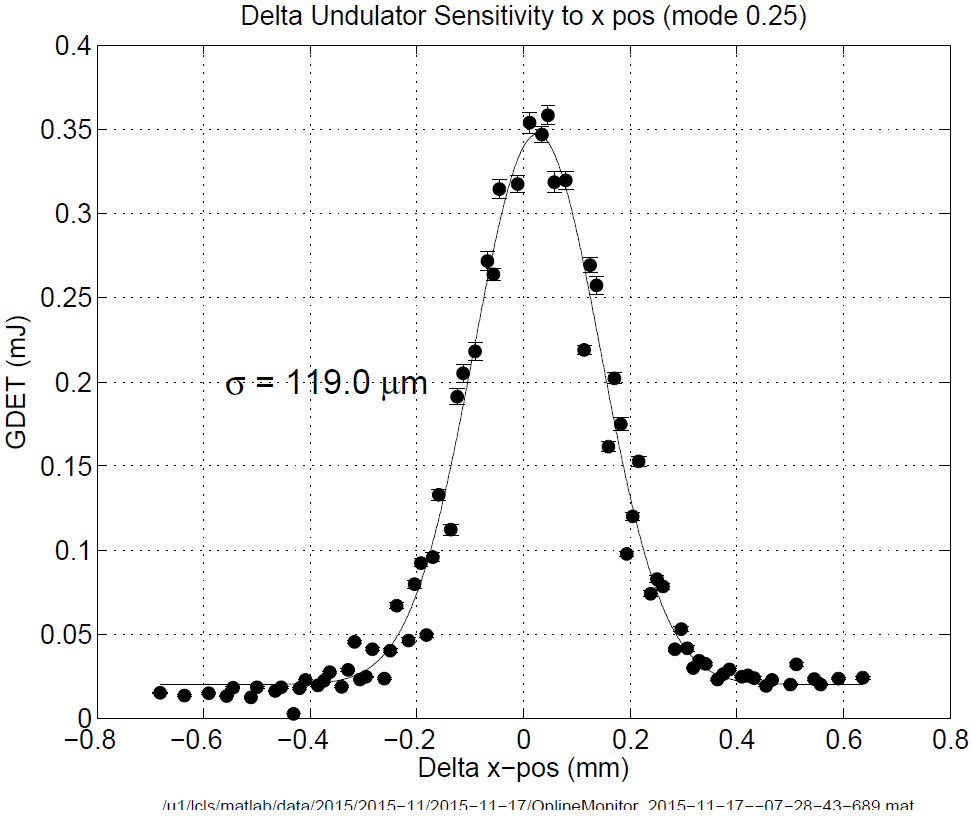 Delta Undulator Sensitivity to x pos (mode 0.25)
0.4
0.35
0.3
0.25
0.2
0.15
0.1
0.05
0
GDET (mJ)
σ = 119.0 μm
−0.8 −0.6 −0.4 −0.2 0 0.2 0.4 0.6 0.8
Delta x−pos (mm)
/u1/lcls/matlab/data/2015/2015−11/2015−11−17/OnlineMonitor_2015−11−17−−07−28−43−689.mat